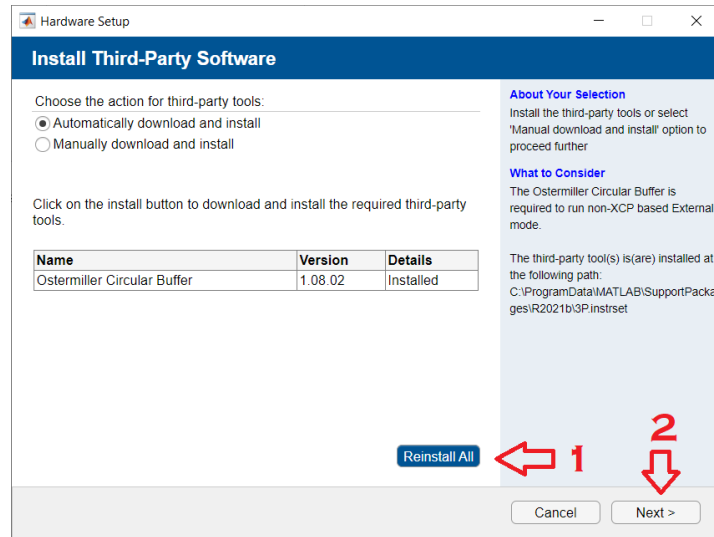 Hardware Setup
Install Third-Party Software
Choose the action for third-party tools:
Automatically download and install
Manually download and install
Click on the install button to download and install the required third-party
tools.
Name Version Details
Ostermiller Circular Buffer 1.08.02 Installed
Reinstall All
1
About Your Selection
Install the third-party tools or select
'Manual download and install' option to
proceed further
What to Consider
The Ostermiller Circular Buffer is
required to run non-XCP based External
mode.
The third-party tool(s) is(are) installed at
the following path:
C:\ProgramData\MATLAB\SupportPacka
ges\R2021b\3P.instrset
2
Cancel
Next >